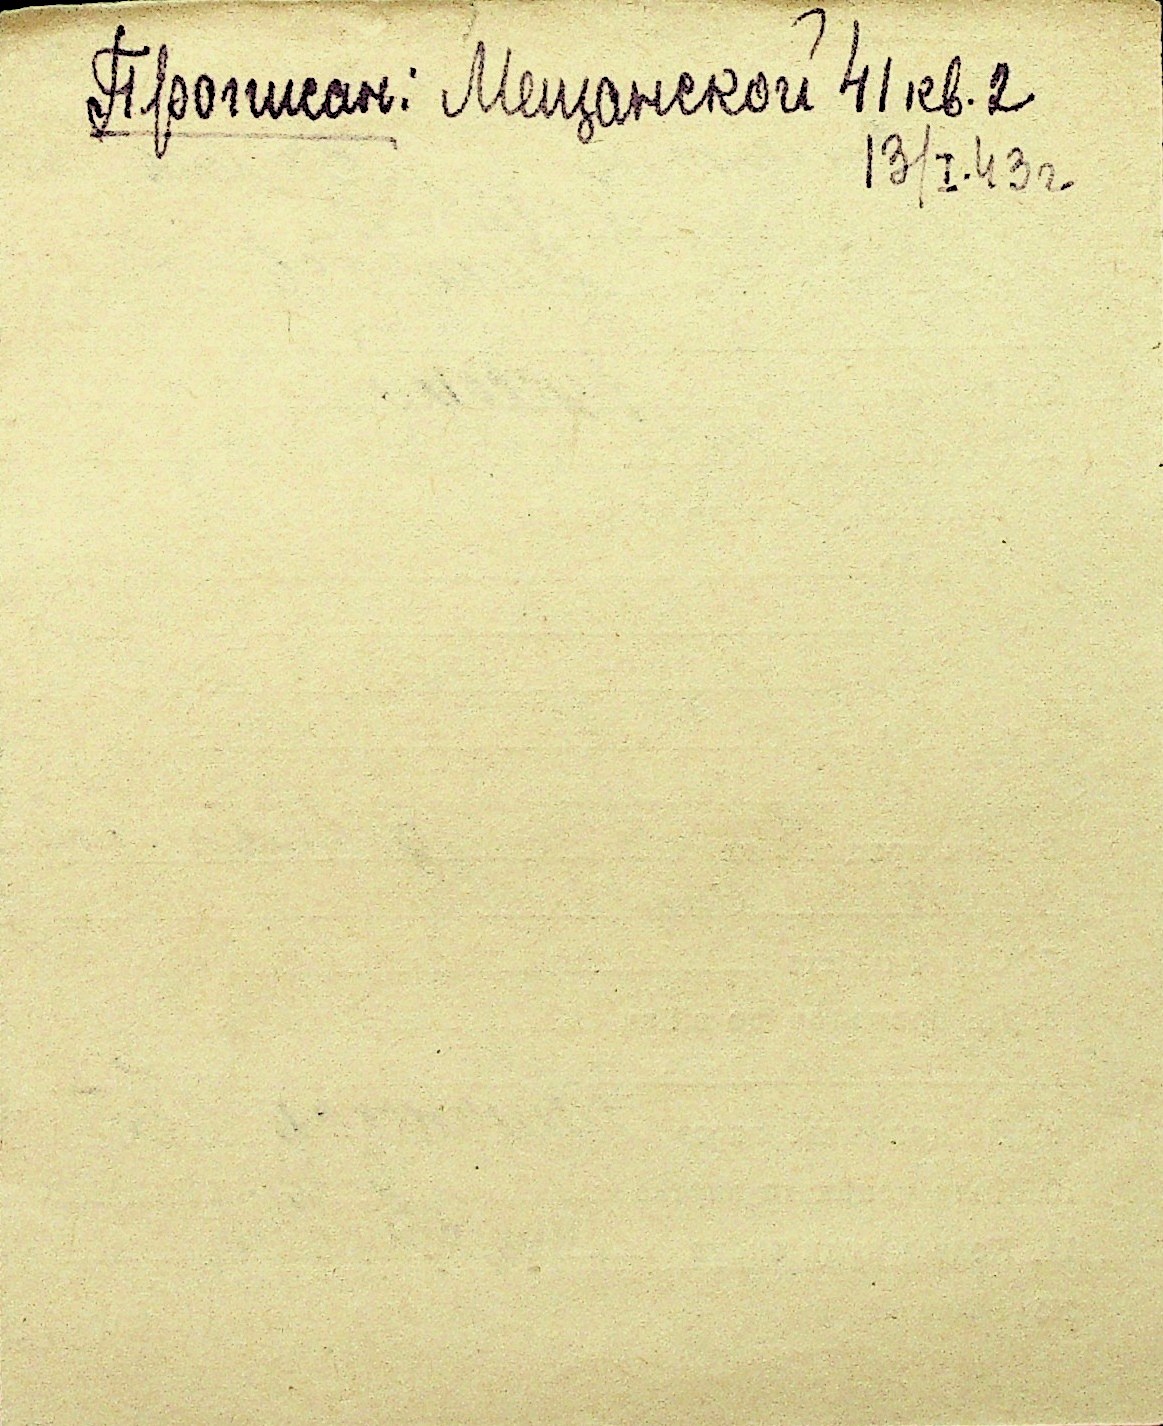 Прописан: Мещанской 41 кв. 2
13/I.43г.